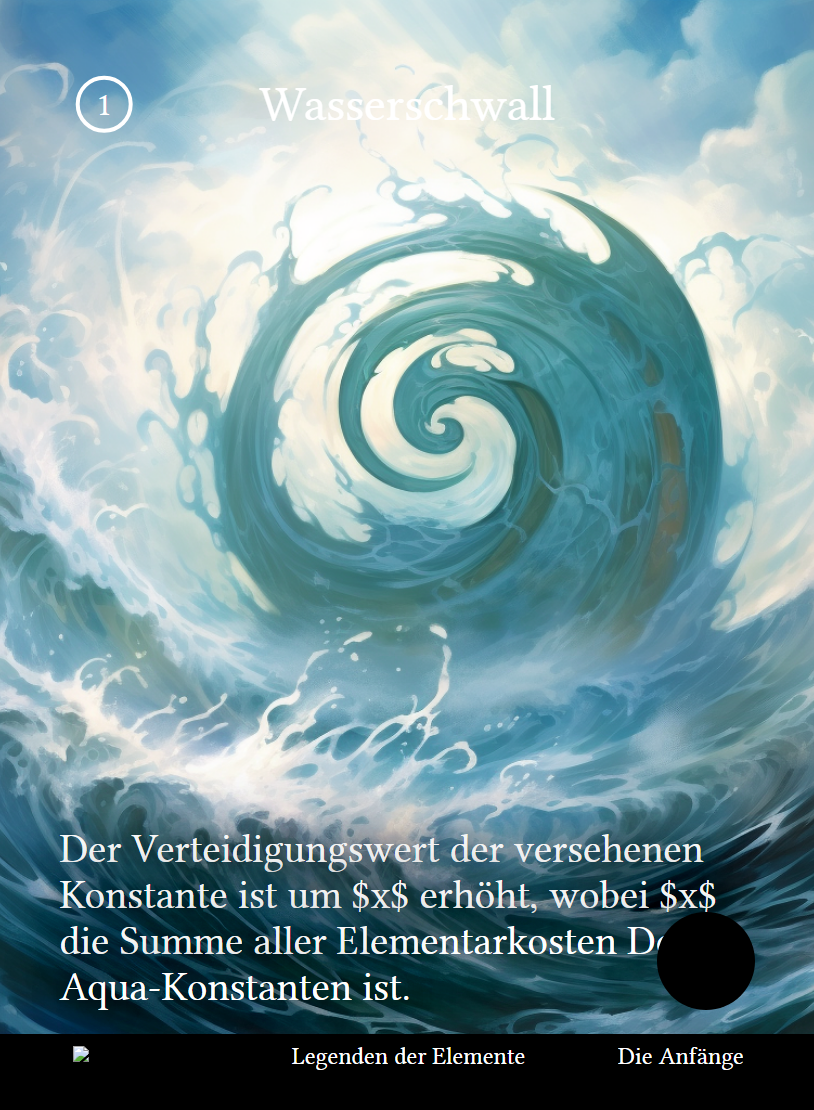 1
Wasserschwall
Der Verteidigungswert der versehenen
Konstante ist um $x$ erhöht, wobei $x$
die Summe aller Elementarkosten
Aqua-Konstanten ist.
Legenden der Elemente
Die Anfänge